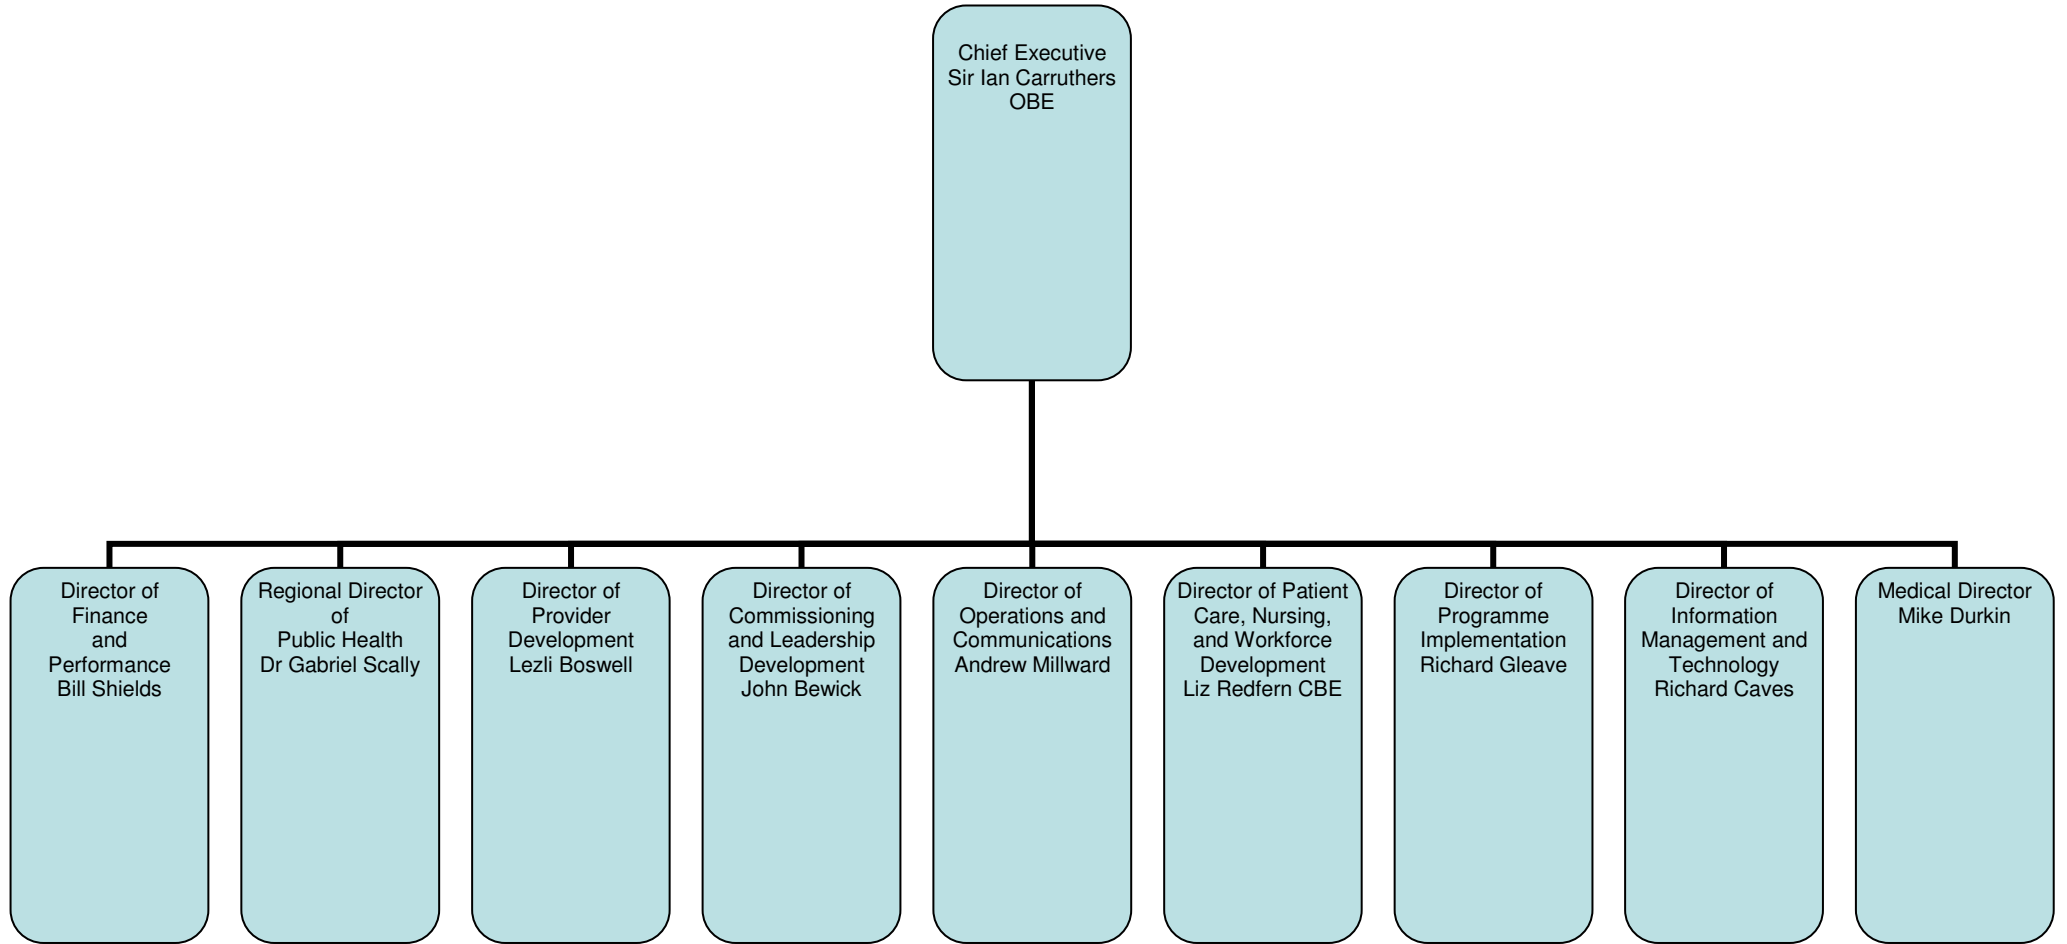 Chief Executive
Sir Ian Carruthers
OBE
Director of
Finance
and
Performance
Bill Shields
Regional Director
of
Public Health
Dr Gabriel Scally
Director of
Provider
Development
Lezli Boswell
Director of
Commissioning
and Leadership
Development
John Bewick
Director of
Operations and
Communications
Andrew Millward
Director of Patient
Care, Nursing,
and Workforce
Development
Liz Redfern CBE
Director of
Programme
Implementation
Richard Gleave
Director of
Information
Management and
Technology
Richard Caves
Medical Director
Mike Durkin